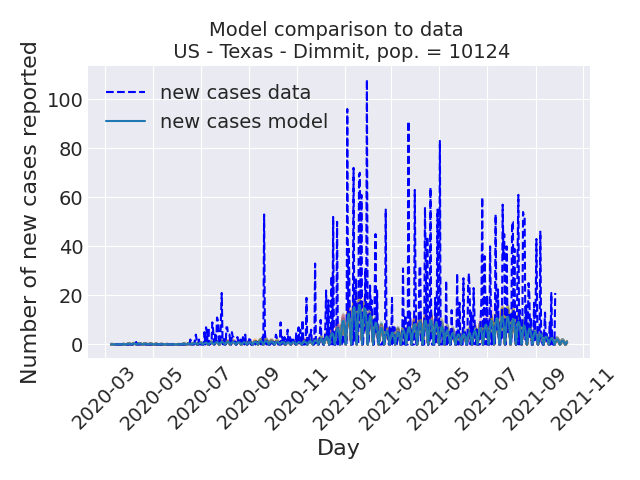 Model comparison to data
US - Texas - Dimmit, pop. = 10124
Number of new cases reported
100
80
60
40
20
0
new cases data
new cases model
2020-03
2020-05
2020-07
2020-09
2020-11
2021-01
2021-03
2021-05
2021-07
2021-09
2021-11
Day